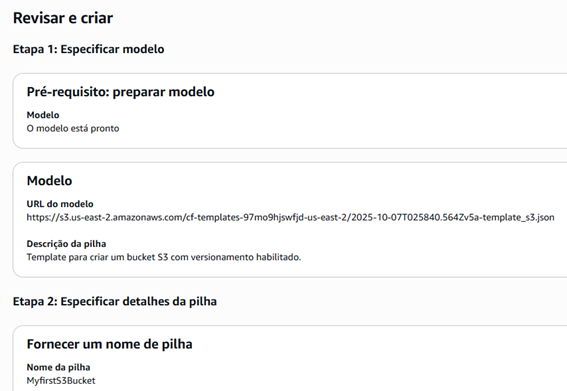 Revisar e criar
Etapa 1: Especificar modelo
Pré-requisito: preparar modelo
Modelo
O modelo está pronto
Modelo
URL do modelo
https://s3.us-east-2.amazonaws.com/cf-templates-97mo9hjswfjd-us-east-2/2025-10-07T025840.564Zv5a-template_s3.json
Descrição da pilha
Template para criar um bucket S3 com versionamento habilitado.
Etapa 2: Especificar detalhes da pilha
Fornecer um nome de pilha
Nome da pilha
MyfirstS3Bucket